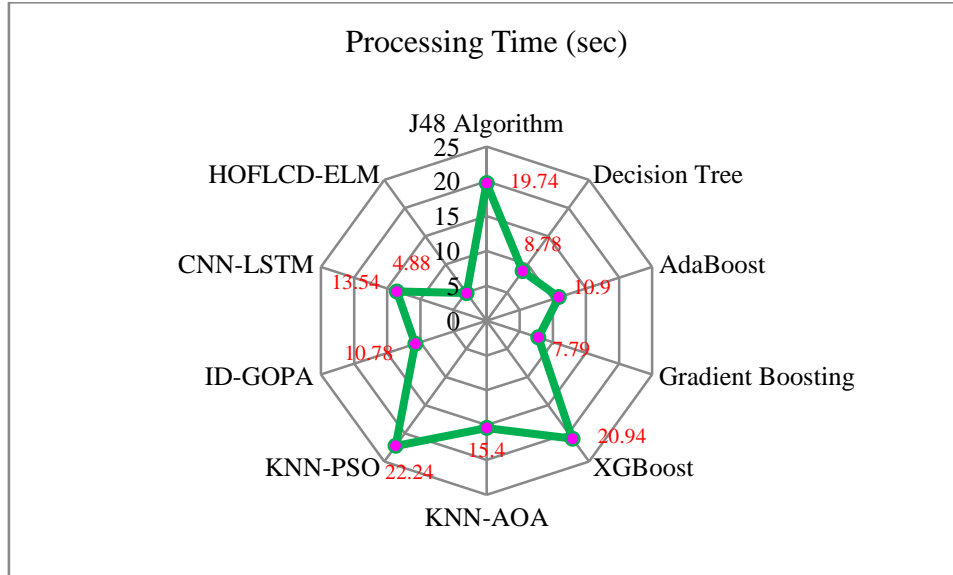 Processing Time (sec)
J48 Algorithm
25
HOFLCD-ELM
Decision Tree
20
19.74
15
10
8.78
CNN-LSTM
4.88
AdaBoost
13.54
5
10.9
0
10.78
7.79
ID-GOPA
Gradient Boosting
20.94
15.4
KNN-PSO
22.24
XGBoost
KNN-AOA